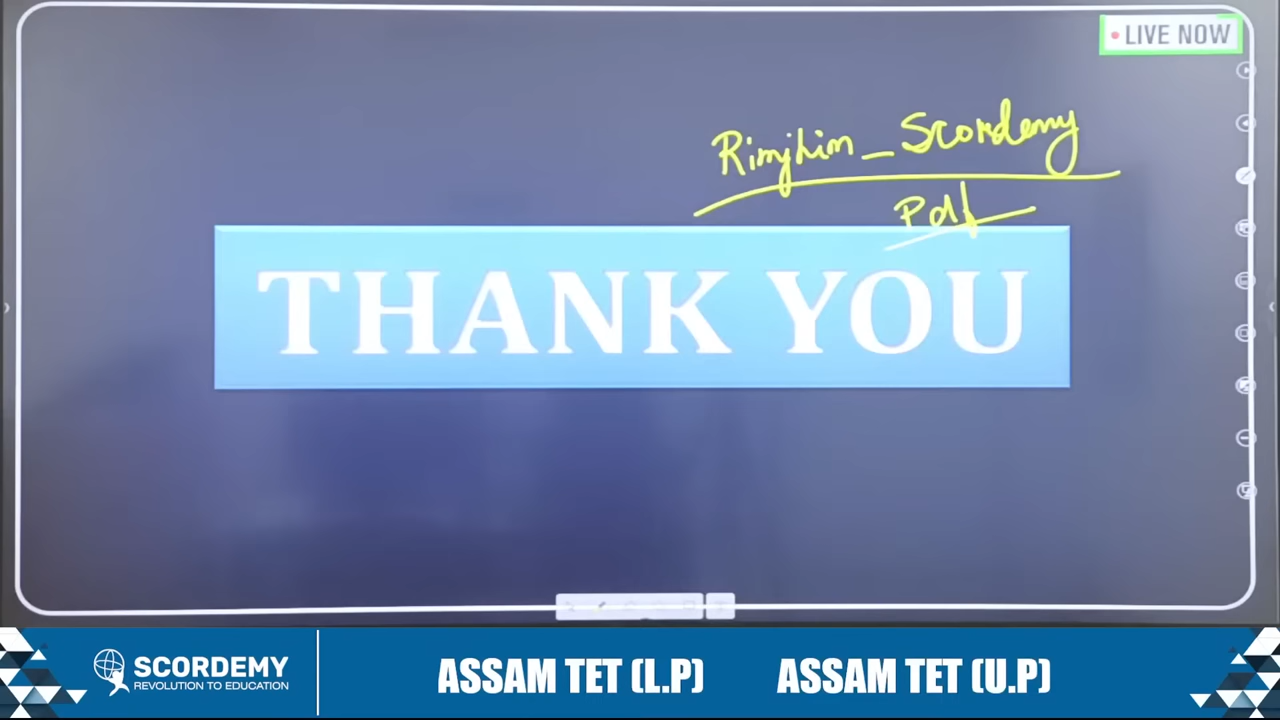 LIVE NOW
Rimjhim_Scordemy
Pdf
THANK YOU
SCORDEMY
REVOLUTION TO EDUCATION
ASSAM TET (L.P) ASSAM TET (U.P)